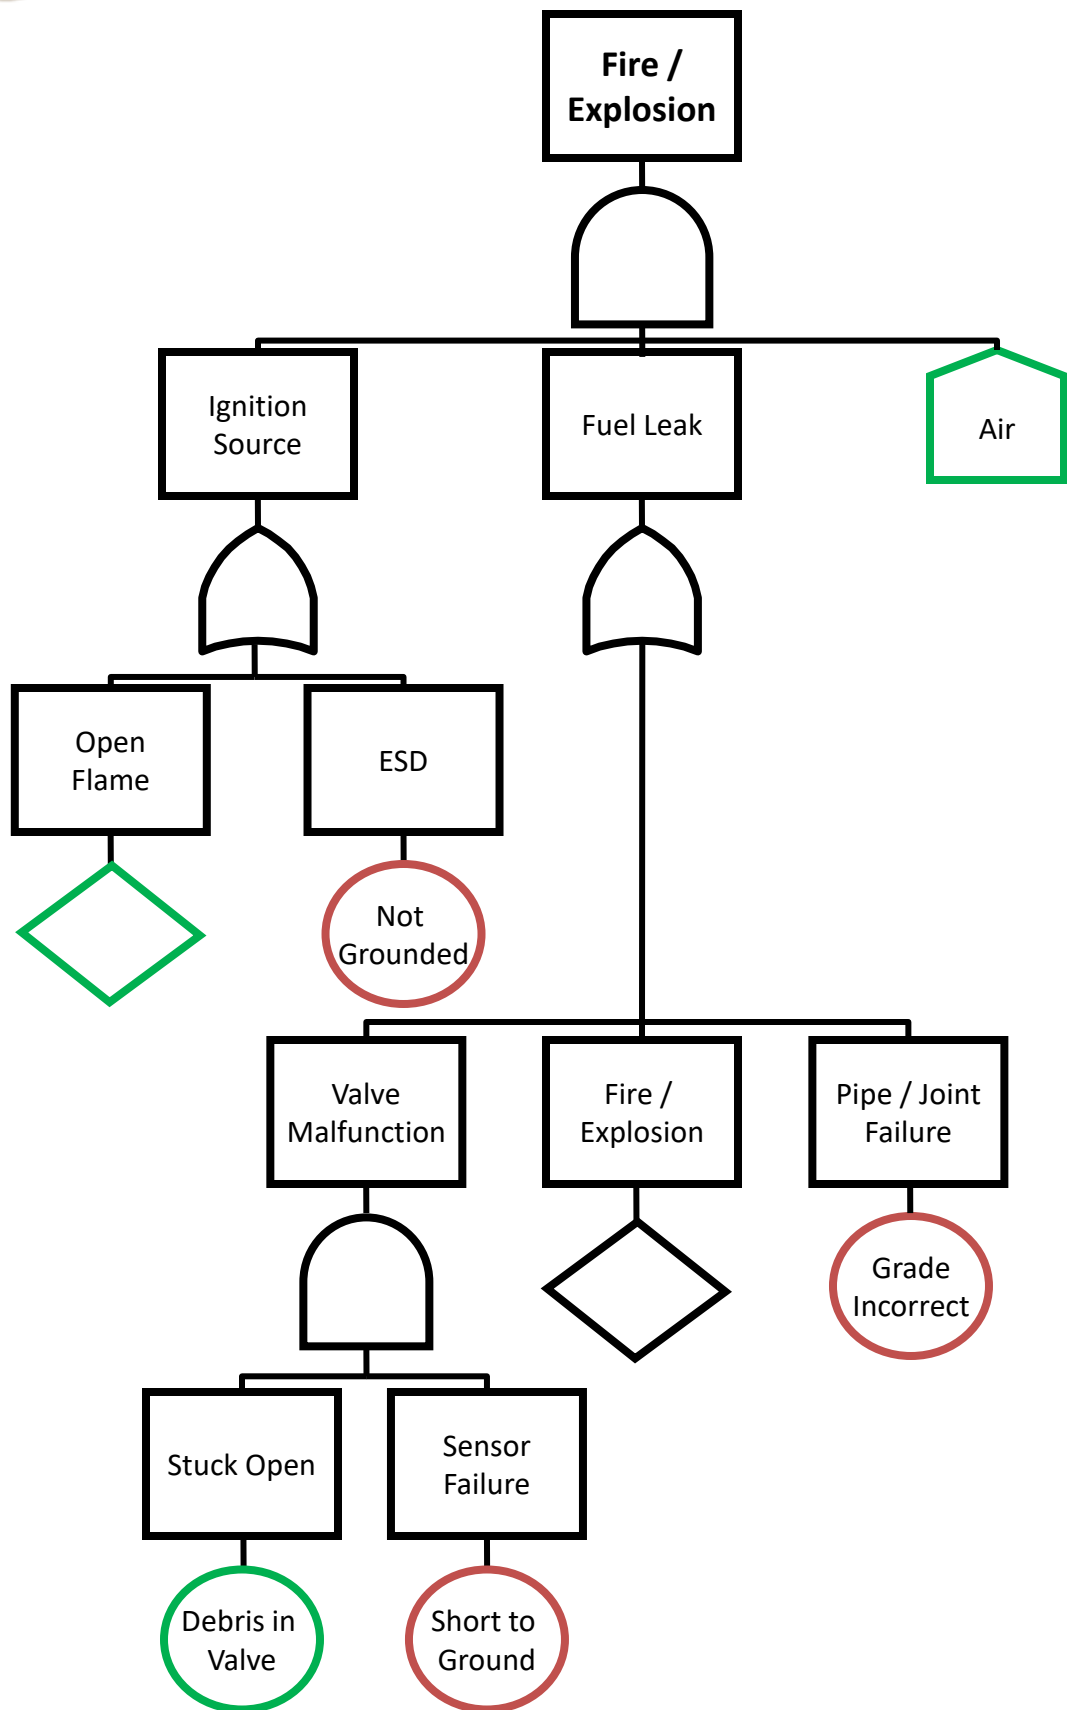 Fire /
Explosion
Ignition
Source
Fuel Leak
Air
Open
Flame
ESD
Not
Grounded
Valve
Malfunction
Fire /
Explosion
Pipe / Joint
Failure
Grade
Incorrect
Stuck Open
Sensor
Failure
Debris in
Valve
Short to
Ground